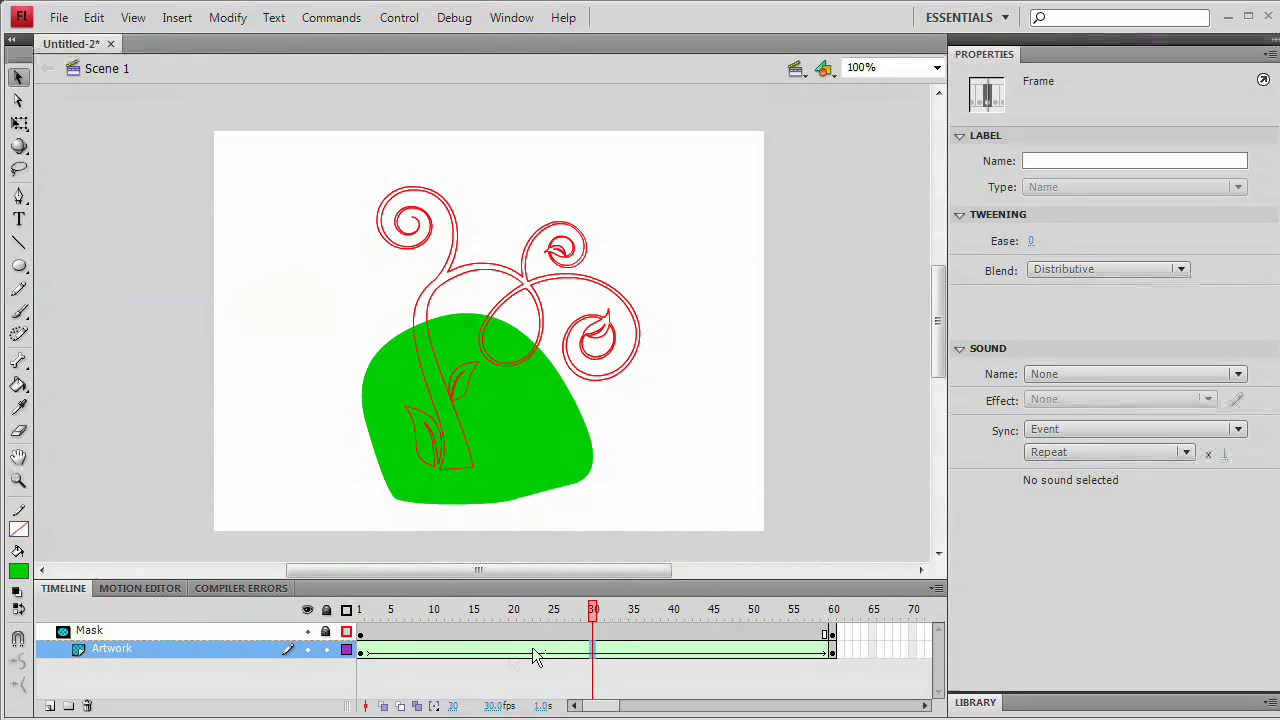 FL File Edit View Insert Modify Text Commands Control Debug Window Help ESSENTIALS
Untitled-2* PROPERTIES
Scene 1 100%
Frame
LABEL
Name:
Type: Name
TWEENING
Ease: 0
Blend: Distributive
SOUND
Name: None
Effect: None
Sync: Event
Repeat x 1
No sound selected
TIMELINE MOTION EDITOR COMPILER ERRORS
1 5 10 15 20 25 30 35 40 45 50 55 60 65 70
Mask
Artwork
30 30.0fps 1.0s
LIBRARY